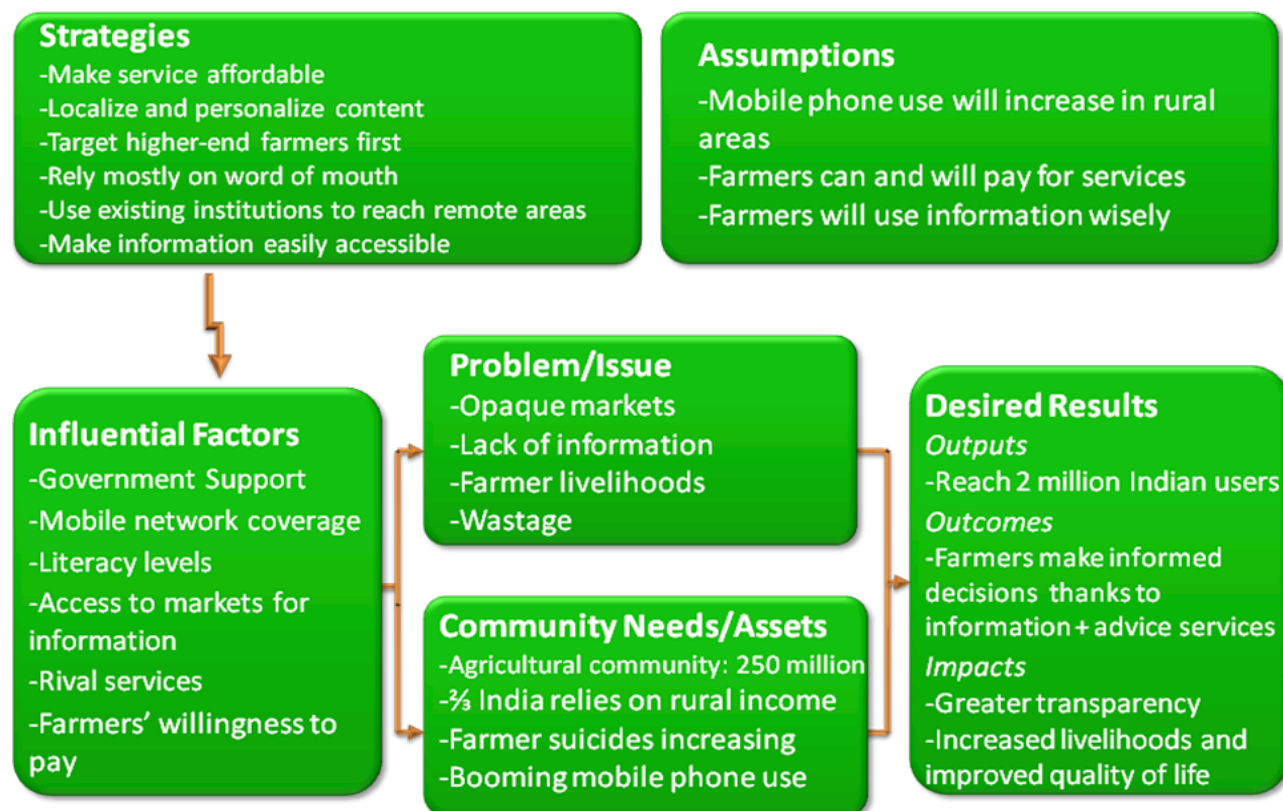 Strategies
-Make service affordable
-Localize and personalize content
-Target higher-end farmers first
-Rely mostly on word of mouth
-Use existing institutions to reach remote areas
-Make information easily accessible
Assumptions
-Mobile phone use will increase in rural
areas
-Farmers can and will pay for services
-Farmers will use information wisely
Influential Factors
-Government Support
-Mobile network coverage
-Literacy levels
-Access to markets for
information
-Rival services
-Farmers’ willingness to
pay
Problem/Issue
-Opaque markets
-Lack of information
-Farmer livelihoods
-Wastage
Community Needs/Assets
-Agricultural community: 250 million
-⅔ India relies on rural income
-Farmer suicides increasing
-Booming mobile phone use
Desired Results
Outputs
-Reach 2 million Indian users
Outcomes
-Farmers make informed
decisions thanks to
information + advice services
Impacts
-Greater transparency
-Increased livelihoods and
improved quality of life